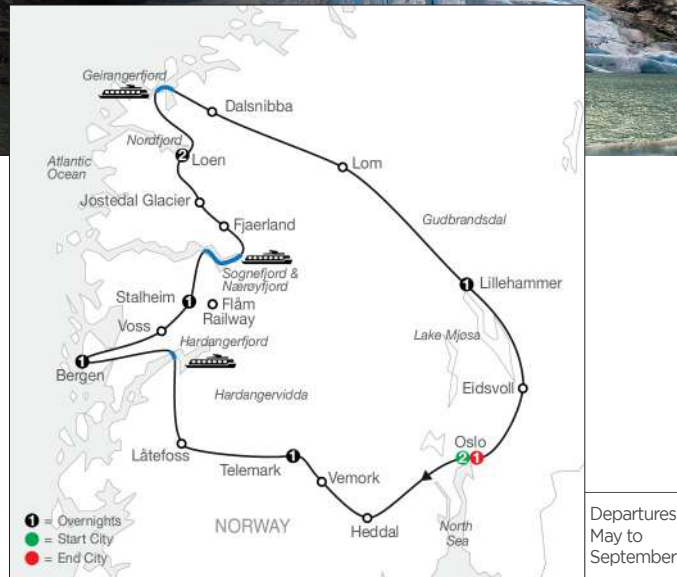 Geirangerfjord
Dalsnibba
Nordfjord
2
Loen
Lom
Atlantic
Ocean
Jostedal Glacier
Gudbrandsdal
Fjaerland
Sognefjord &
Nærøyfjord
1
Lillehammer
Stalheim
1
Flåm
Railway
Voss
Lake Mjøsa
Hardangerfjord
1
Bergen
Hardangervidda
Eidsvoll
Oslo
2 1
Låtefoss
Telemark
1
Vemork
Heddal
North
Sea
NORWAY
1 = Overnights
= Start City
= End City
Departures
May to
September